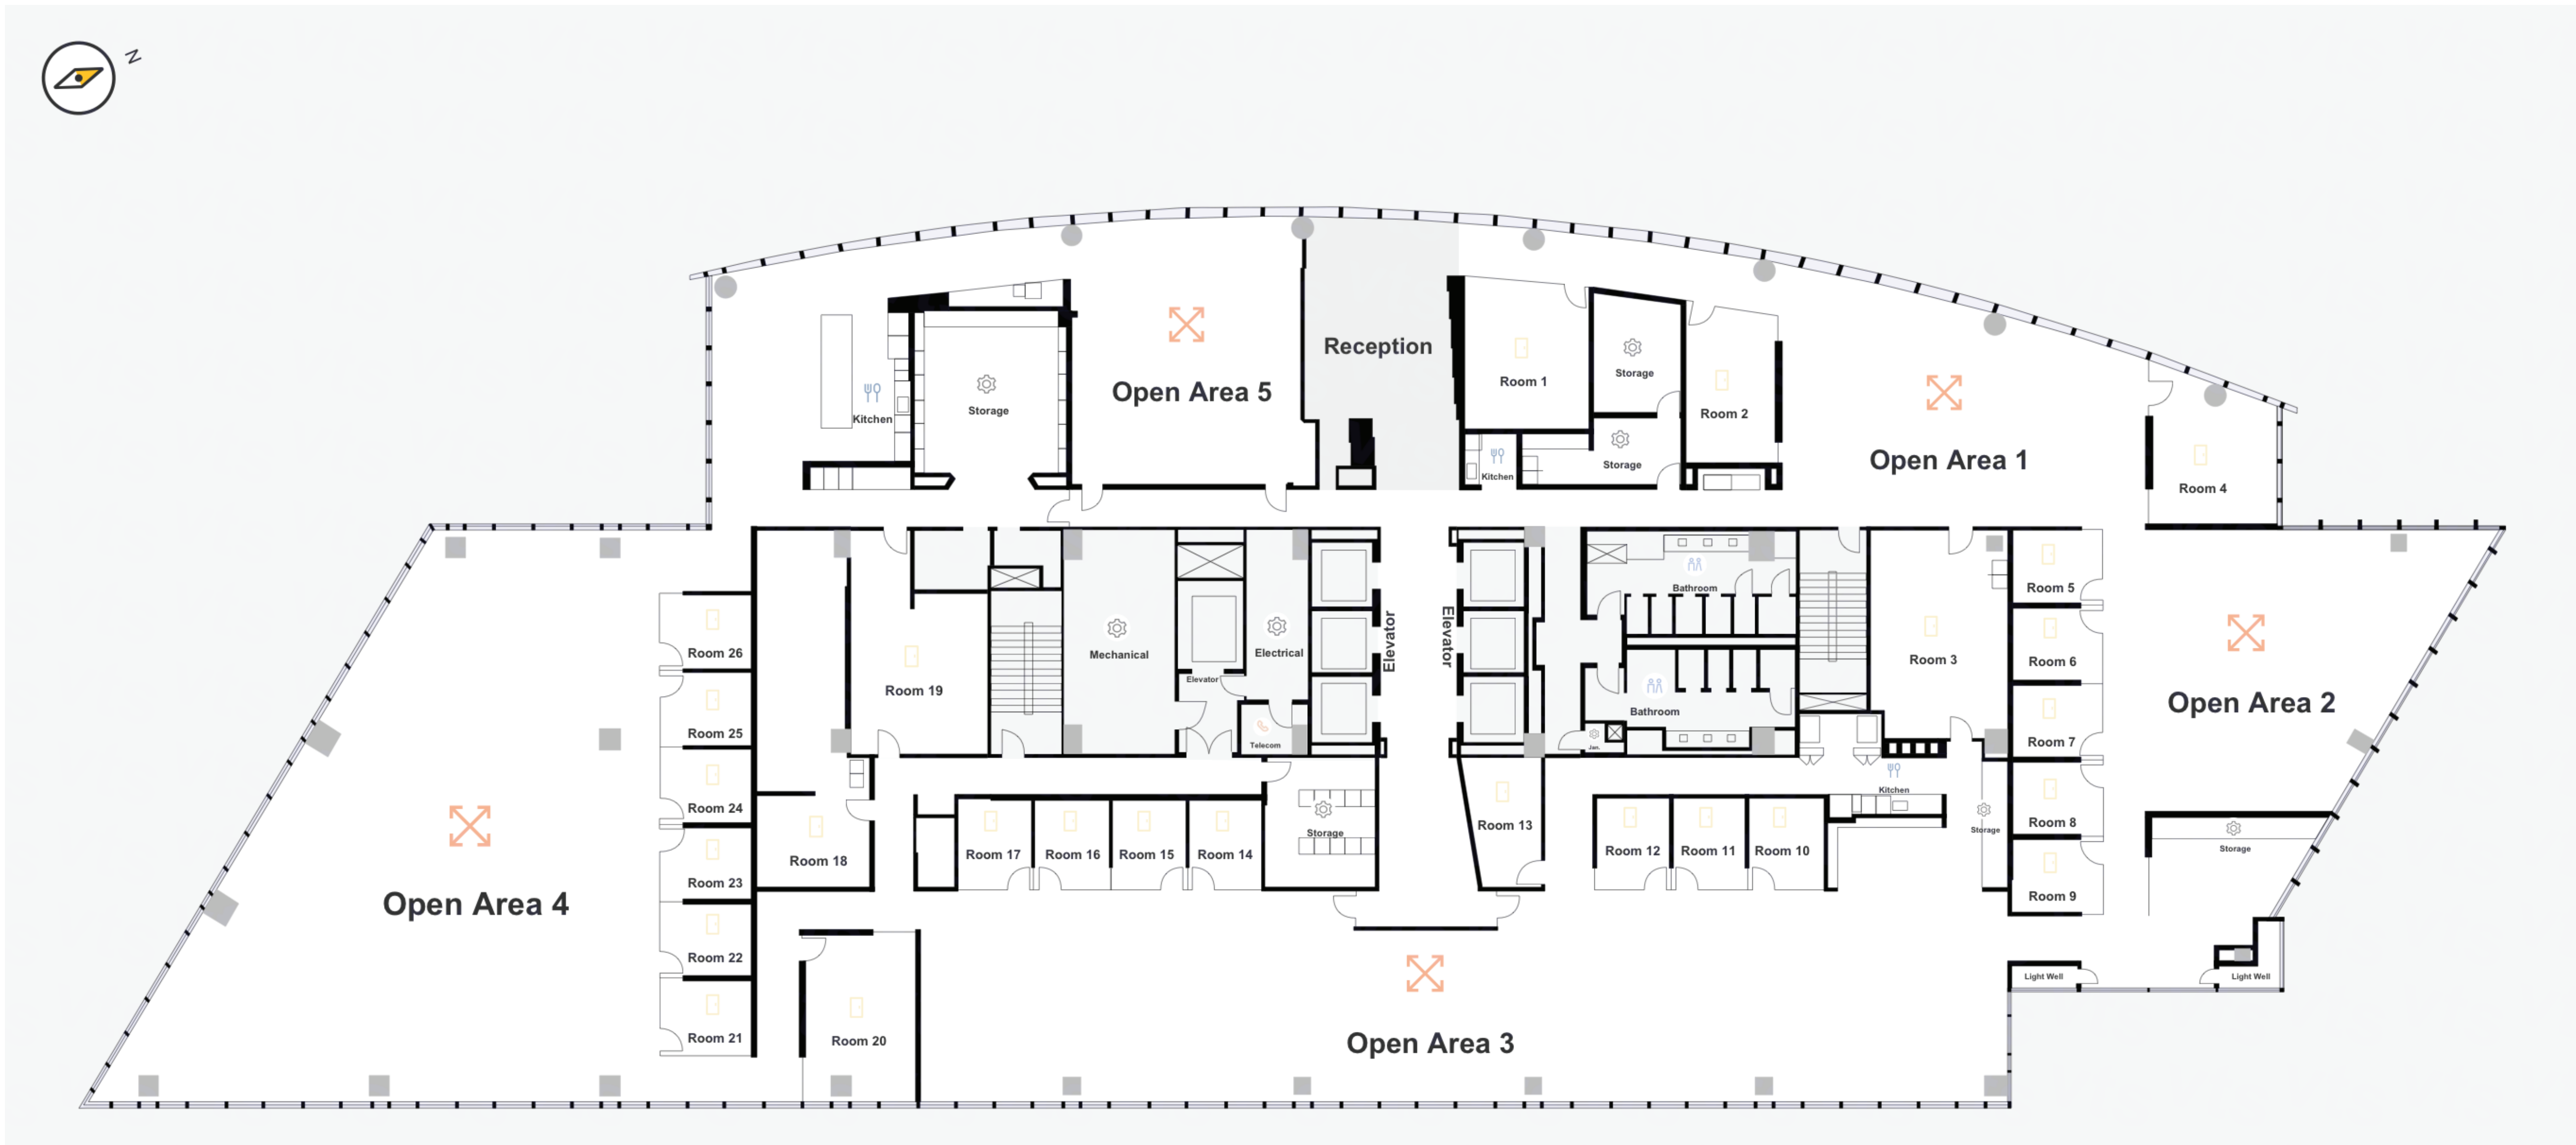 N
Reception
Room 1
Storage
Open Area 5
Storage
Kitchen
Room 2
Open Area 1
Storage
Kitchen
Room 4
Bathroom
Room 5
Elevator
Elevator
Mechanical
Electrical
Room 26
Room 3
Room 6
Elevator
Room 19
Open Area 2
Bathroom
Room 25
Room 7
Telecom
Jan.
Kitchen
Room 24
Room 8
Room 13
Storage
Storage
Storage
Room 12
Room 11
Room 10
Room 17
Room 16
Room 15
Room 14
Room 18
Room 23
Room 9
Open Area 4
Room 22
Light Well
Light Well
Room 21
Room 20
Open Area 3